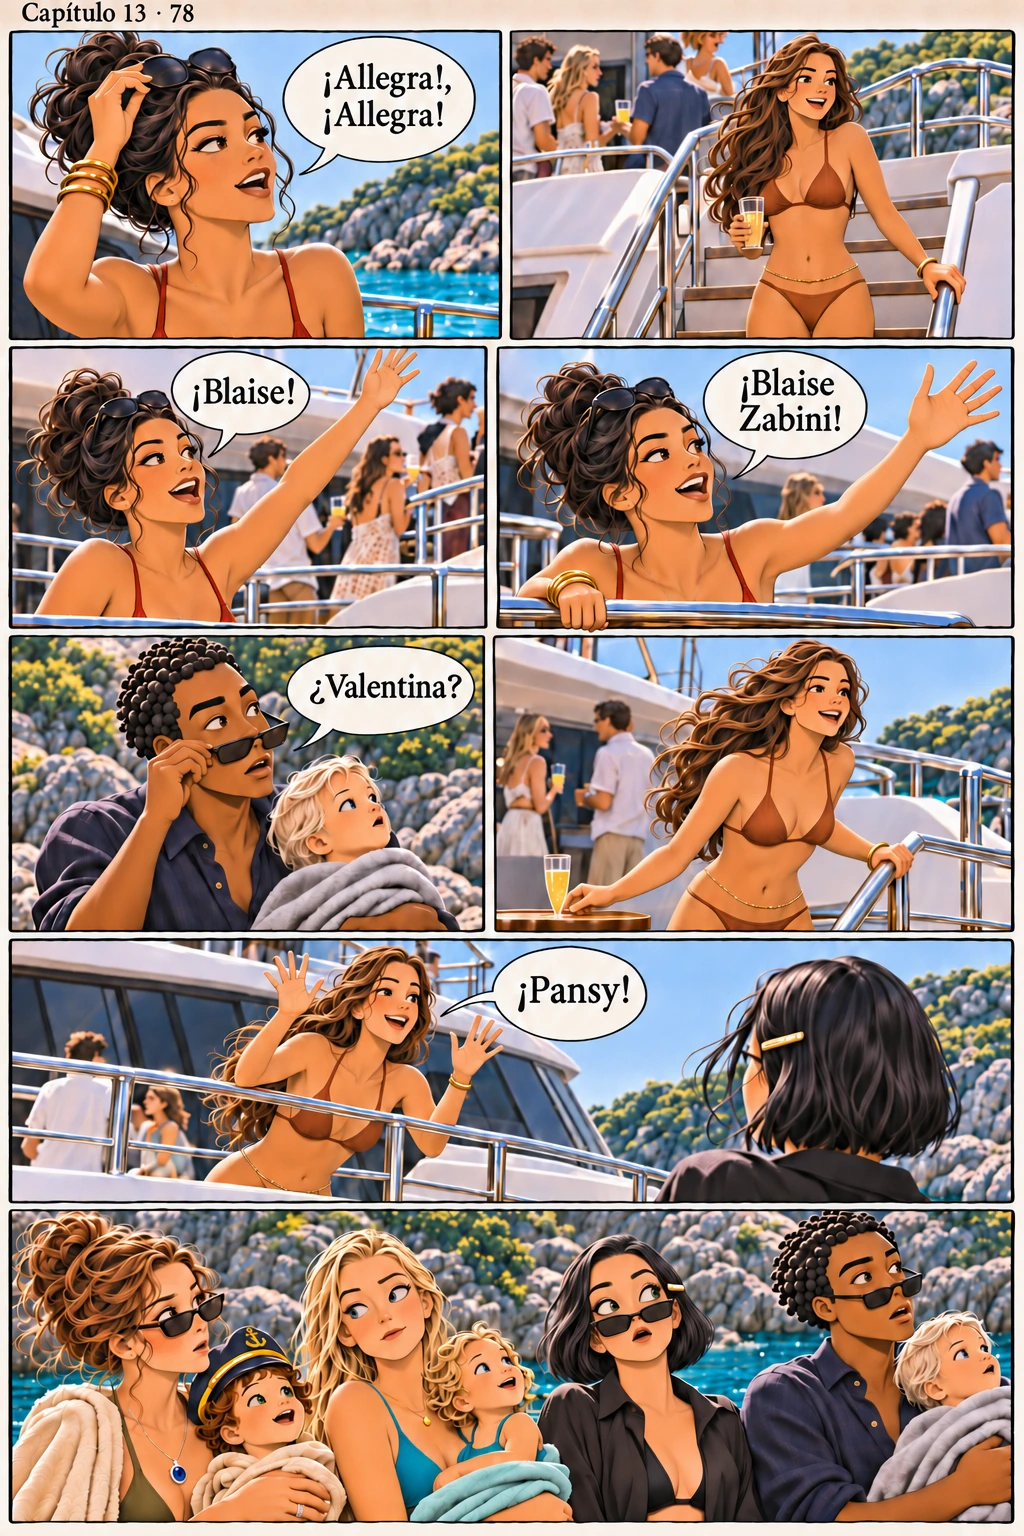 Capítulo 13 · 78
¡Allegra!,
¡Allegra!
¡Blaise!
¡Blaise
Zabini!
¿Valentina?
¡Pansy!